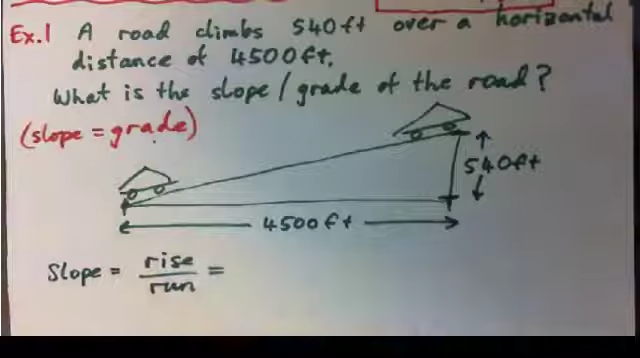 Ex.1 A road climbs 540ft over a horizontal
distance of 4500ft.
What is the slope/grade of the road?
(slope = grade)
540ft
4500ft
Slope = rise/run =